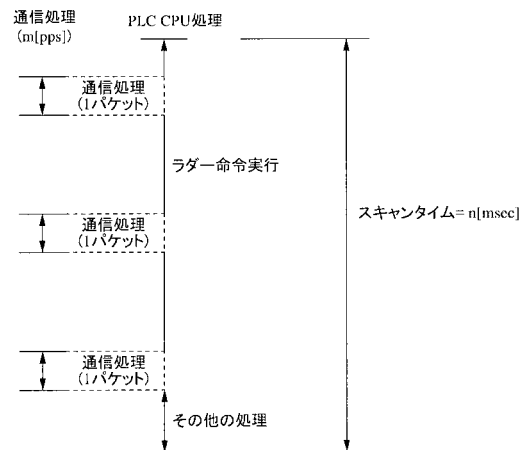 通信処理
(m[pps])
PLC CPU処理
通信処理
(1パケット)
ラダー命令実行
スキャンタイム= n[msec]
通信処理
(1パケット)
通信処理
(1パケット)
その他の処理